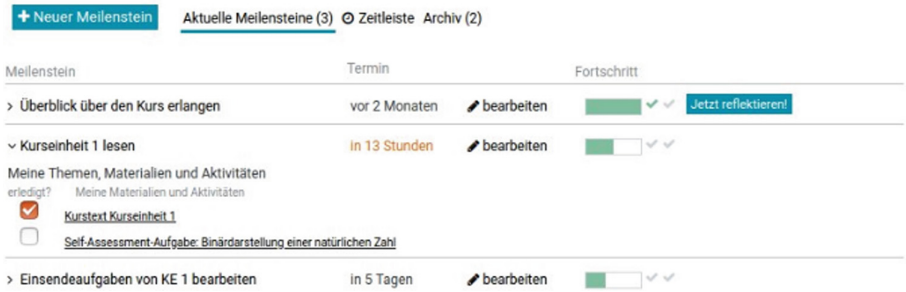 + Neuer Meilenstein Aktuelle Meilensteine (3) Zeitleiste Archiv (2)
Meilenstein Termin Fortschritt
> Überblick über den Kurs erlangen vor 2 Monaten bearbeiten Jetzt reflektieren!
Kurseinheit 1 lesen in 13 Stunden bearbeiten
Meine Themen, Materialien und Aktivitäten
erledigt? Meine Materialien und Aktivitäten
Kurstext Kurseinheit 1
Self-Assessment-Aufgabe: Binärdarstellung einer natürlichen Zahl
> Einsendeaufgaben von KE 1 bearbeiten in 5 Tagen bearbeiten